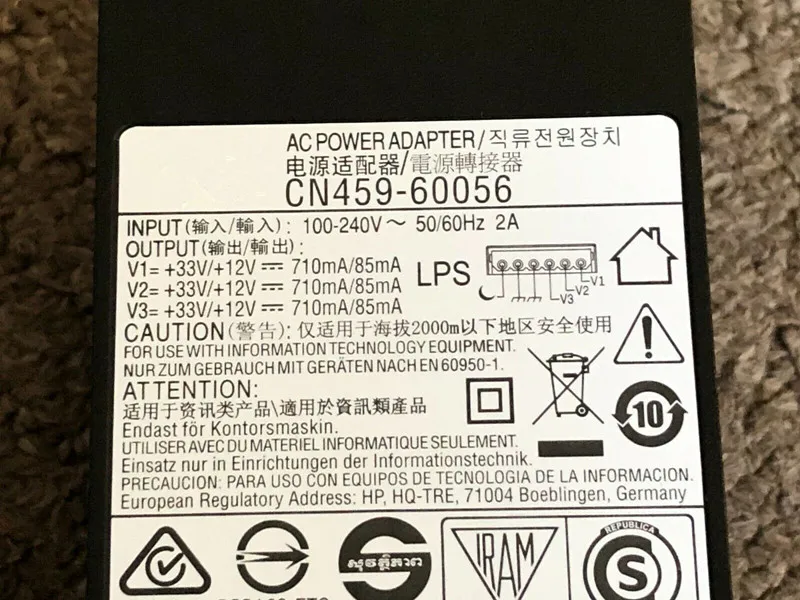 AC POWER ADAPTER/직류전원장치
电源适配器/電源轉接器
CN459-60056
INPUT(输入/輸入): 100-240V～ 50/60Hz 2A
OUTPUT(输出/輸出):
V1= +33V/+12V ⎓ 710mA/85mA
V2= +33V/+12V ⎓ 710mA/85mA
V3= +33V/+12V ⎓ 710mA/85mA
LPS
V1
V2
V3
CAUTION(警告): 仅适用于海拔2000m以下地区安全使用
FOR USE WITH INFORMATION TECHNOLOGY EQUIPMENT.
NUR ZUM GEBRAUCH MIT GERÄTEN NACH EN 60950-1.
ATTENTION:
适用于资讯类产品\適用於資訊類產品
Endast för Kontorsmaskin.
UTILISER AVEC DU MATERIEL INFORMATIQUE SEULEMENT.
Einsatz nur in Einrichtungen der Informationstechnik.
PRECAUCION: PARA USO CON EQUIPOS DE TECNOLOGIA DE LA INFORMACION.
European Regulatory Address: HP, HQ-TRE, 71004 Boeblingen, Germany
10
IRAM
REPUBLICA
S